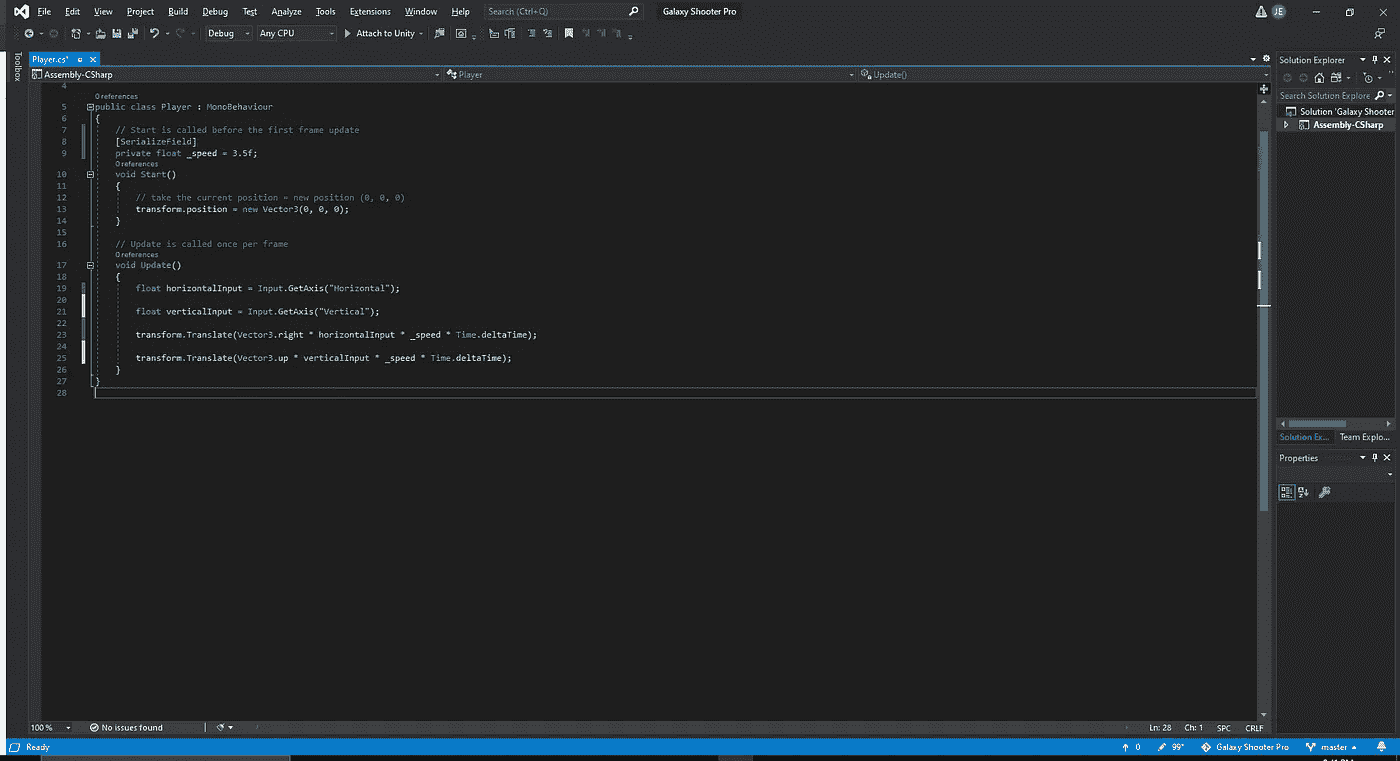 File Edit View Project Build Debug Test Analyze Tools Extensions Window Help Search (Ctrl+Q) Galaxy Shooter Pro JE
Debug Any CPU Attach to Unity
Toolbox
Player.cs*
Assembly-CSharp Player Update()
4
0 references
5 public class Player : MonoBehaviour
6 {
7 // Start is called before the first frame update
8 [SerializeField]
9 private float _speed = 3.5f;
0 references
10 void Start()
11 {
12 // take the current position = new position (0, 0, 0)
13 transform.position = new Vector3(0, 0, 0);
14 }
15
16 // Update is called once per frame
0 references
17 void Update()
18 {
19 float horizontalInput = Input.GetAxis("Horizontal");
20
21 float verticalInput = Input.GetAxis("Vertical");
22
23 transform.Translate(Vector3.right * horizontalInput * _speed * Time.deltaTime);
24
25 transform.Translate(Vector3.up * verticalInput * _speed * Time.deltaTime);
26 }
27 }
28
Solution Explorer
Search Solution Explore
Solution 'Galaxy Shooter
Assembly-CSharp
Solution Ex... Team Explo...
Properties
100 % No issues found Ln: 28 Ch: 1 SPC CRLF
Ready 0 99* Galaxy Shooter Pro master